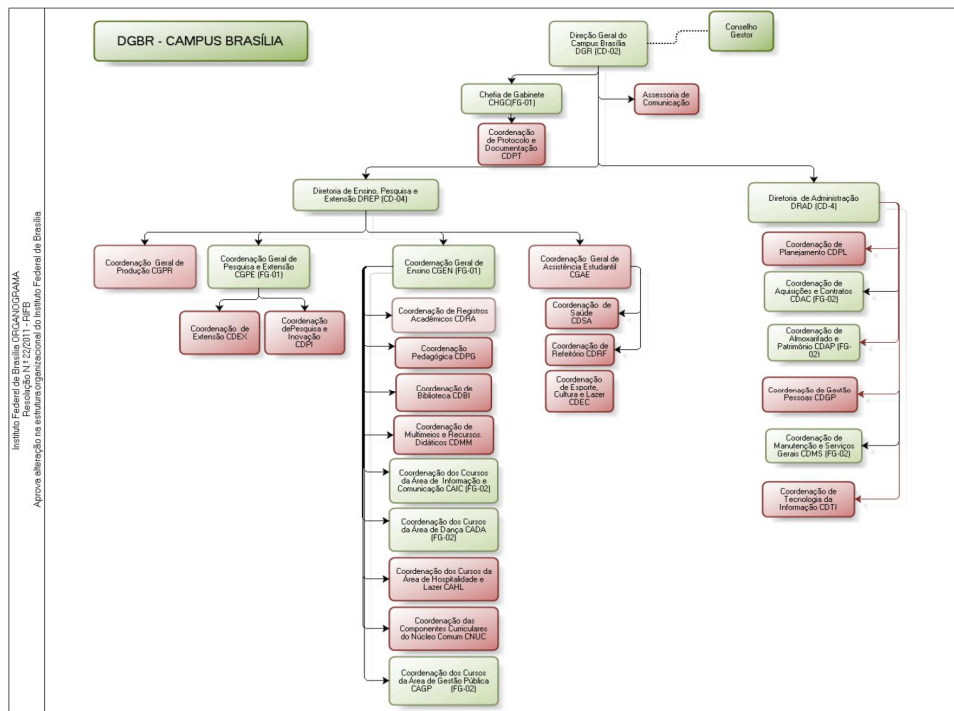 DGBR - CAMPUS BRASÍLIA
Direção Geral do
Campus Brasília
DGR (CD-02)
Conselho
Gestor
Chefia de Gabinete
CHGC(FG-01)
Assessoria de
Comunicação
Coordenação
de Protocolo e
Documentação
CDPT
Diretoria de Ensino, Pesquisa e
Extensão DREP (CD-04)
Diretoria de Administração
DRAD (CD-4)
Coordenação Geral de
Produção CGPR
Coordenação Geral de
Pesquisa e Extensão
CGPE (FG-01)
Coordenação Geral de
Ensino CGEN (FG-01)
Coordenação Geral de
Assistência Estudantil
CGAE
Coordenação de
Extensão CDEX
Coordenação
dePesquisa e
Inovação
CDPI
Coordenação de Registros
Acadêmicos CDRA
Coordenação
Pedagógica CDPG
Coordenação de
Biblioteca CDBI
Coordenação de
Multimeios e Recursos.
Didáticos CDMM
Coordenação dos Ccursos
da Área de Informação e
Comunicação CAIC (FG-02)
Coordenação dos Cursos
da Área de Dança CADA
(FG-02)
Coordenação dos Cursos da
Área de Hospitalidade e
Lazer CAHL
Coordenação das
Componentes Curriculares
do Núcleo Comum CNUC
Coordenação dos Cursos
da Área de Gestão Pública
CAGP (FG-02)
Coordenação de
Saúde
CDSA
Coordenação de
Refeitório CDRF
Coordenação
de Esporte,
Cultura e Lazer
CDEC
Coordenação de
Planejamento CDPL
Coordenação de
Aquisições e Contratos
CDAC (FG-02)
Coordenação de
Almoxarifado e
Patrimônio CDAP (FG-
02)
Coordenação de Gestão
Pessoas CDGP
Coordenação de
Manutenção e Serviços
Gerais CDMS (FG-02)
Coordenação de
Tecnologia da
Informação CDTI
Instituto Federal de Brasília ORGANOGRAMA
Resolução N.º 22/2011 - RIFB
Aprova alteração na estrutura organizacional do Instituto Federal de Brasília